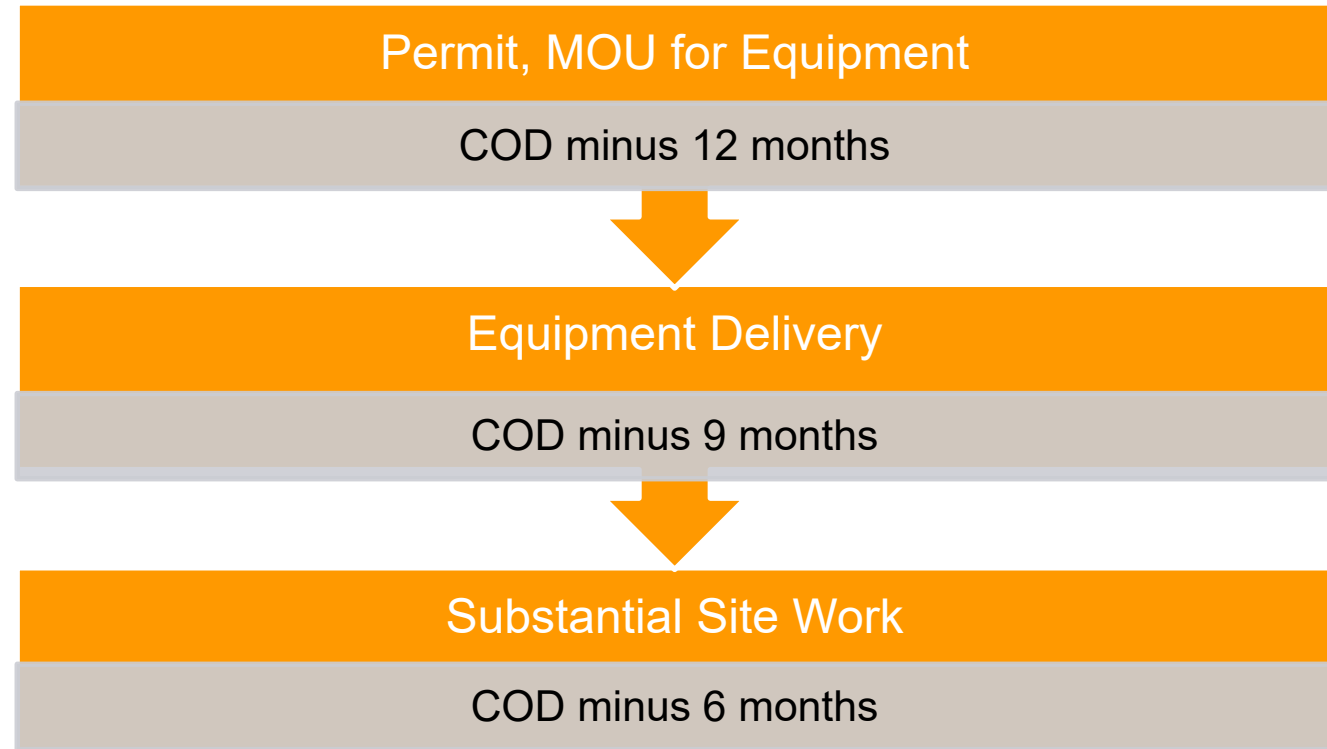 Permit, MOU for Equipment
COD minus 12 months
Equipment Delivery
COD minus 9 months
Substantial Site Work
COD minus 6 months